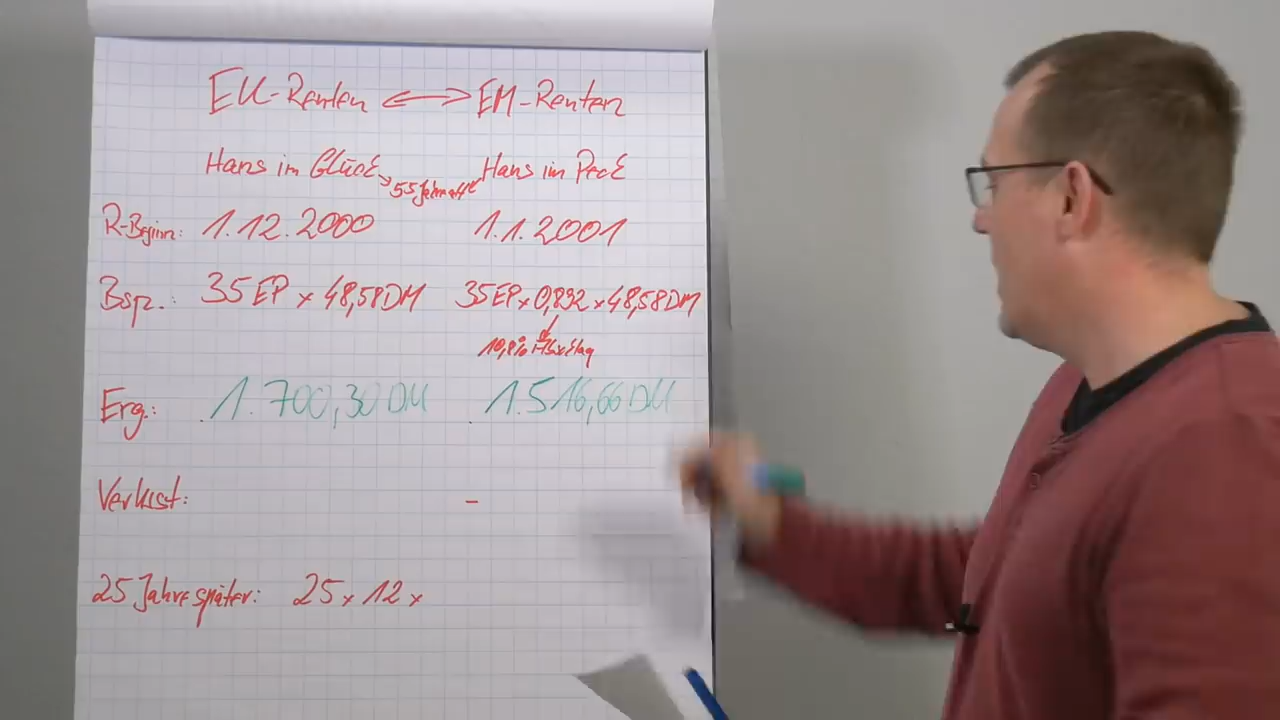 EU-Renten ⟷ EM-Renten
Hans im Glück Hans im Pech
55 Jahre alt
R-Beginn: 1.12.2000 1.1.2001
Bsp.: 35 EP x 48,58 DM 35 EP x 0,892 x 48,58 DM
10,8% Abschlag
Erg.: 1.700,30 DM 1.516,66 DM
Verlust: -
25 Jahre später: 25 x 12 x